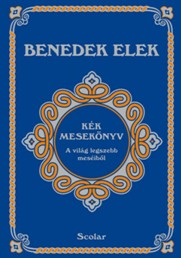 BENEDEK ELEK
KÉK
MESEKÖNYV
A világ legszebb
meséiből
Scolar